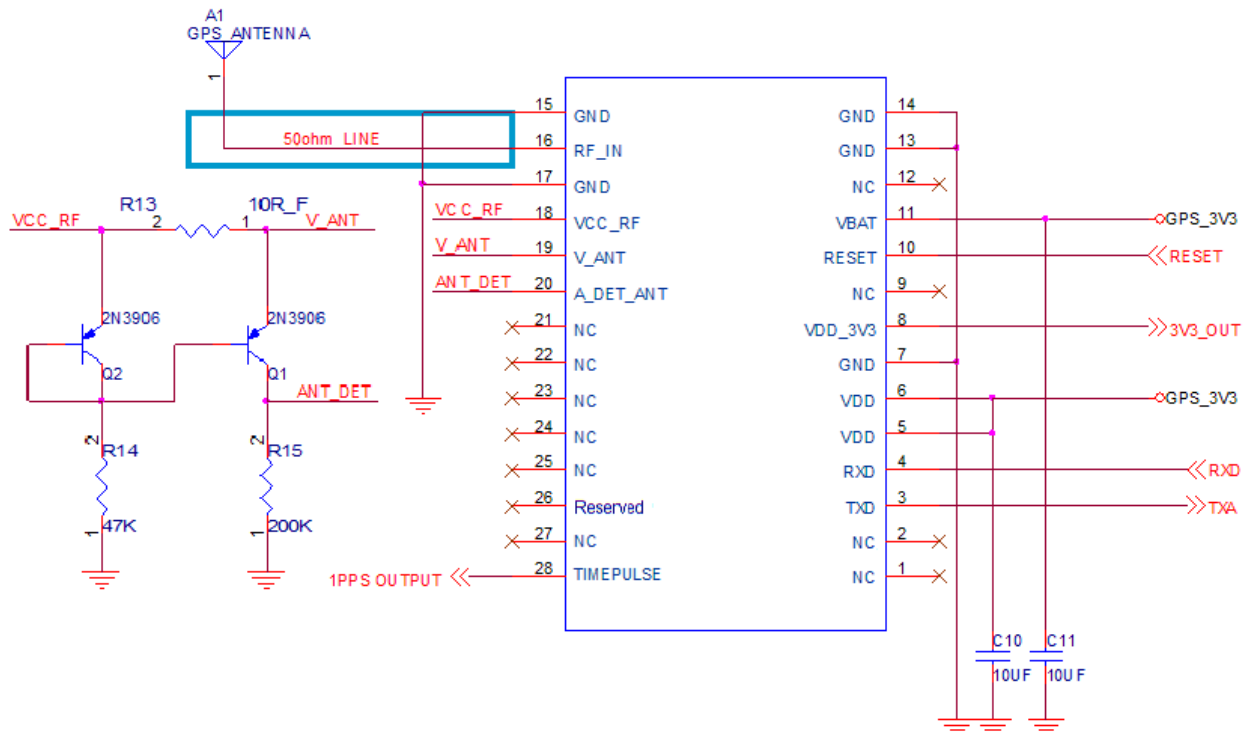 A1
GPS ANTENNA
1
50ohm LINE
VCC_RF
R13
2
10R_F
1
V_ANT
2N3906
Q2
2N3906
Q1
ANT_DET
2
R14
1
47K
2
R15
1
200K
15
GND
16
RF_IN
17
GND
VCC_RF
18
VCC_RF
V_ANT
19
V_ANT
ANT_DET
20
A_DET_ANT
21
NC
22
NC
23
NC
24
NC
25
NC
26
Reserved
27
NC
1PPS OUTPUT
28
TIMEPULSE
GND
14
GND
13
NC
12
VBAT
11
GPS_3V3
RESET
10
RESET
NC
9
VDD_3V3
8
3V3_OUT
GND
7
VDD
6
GPS_3V3
VDD
5
RXD
4
RXD
TXD
3
TXA
NC
2
NC
1
C10
10UF
C11
10UF